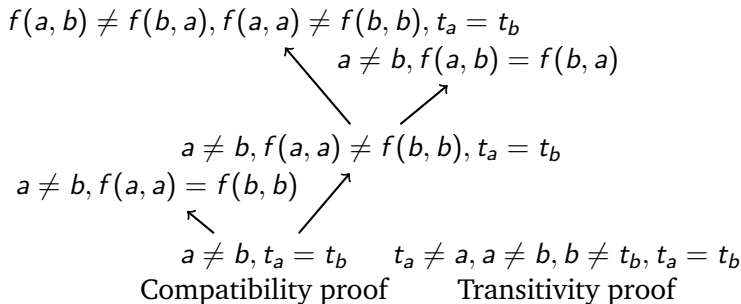 f(a, b) ≠ f(b, a), f(a, a) ≠ f(b, b), t_a = t_b
a ≠ b, f(a, b) = f(b, a)
a ≠ b, f(a, a) ≠ f(b, b), t_a = t_b
a ≠ b, f(a, a) = f(b, b)
a ≠ b, t_a = t_b t_a ≠ a, a ≠ b, b ≠ t_b, t_a = t_b
Compatibility proof Transitivity proof